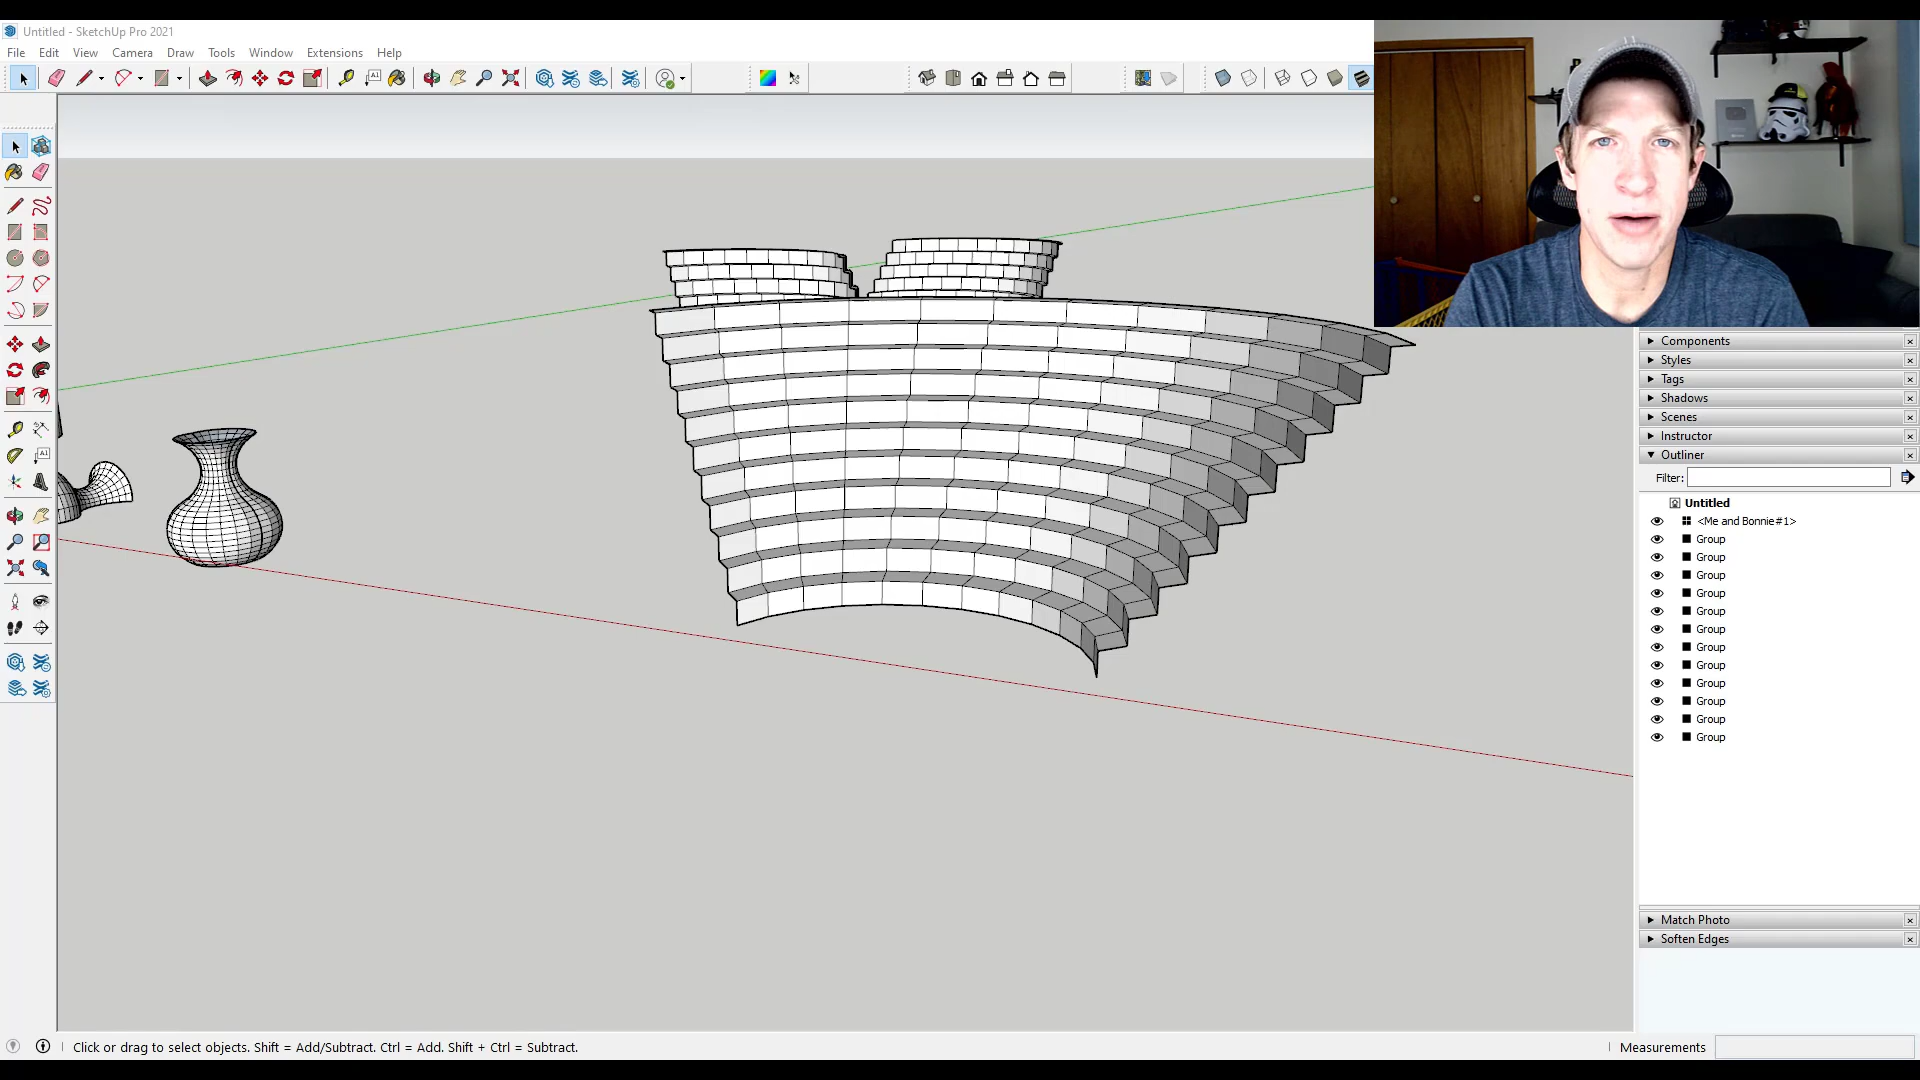 Untitled - SketchUp Pro 2021
File Edit View Camera Draw Tools Window Extensions Help
A1
A1
Components
Styles
Tags
Shadows
Scenes
Instructor
Outliner
Filter:
Untitled
<Me and Bonnie#1>
Group
Group
Group
Group
Group
Group
Group
Group
Group
Group
Group
Group
Match Photo
Soften Edges
Click or drag to select objects. Shift = Add/Subtract. Ctrl = Add. Shift + Ctrl = Subtract.
Measurements